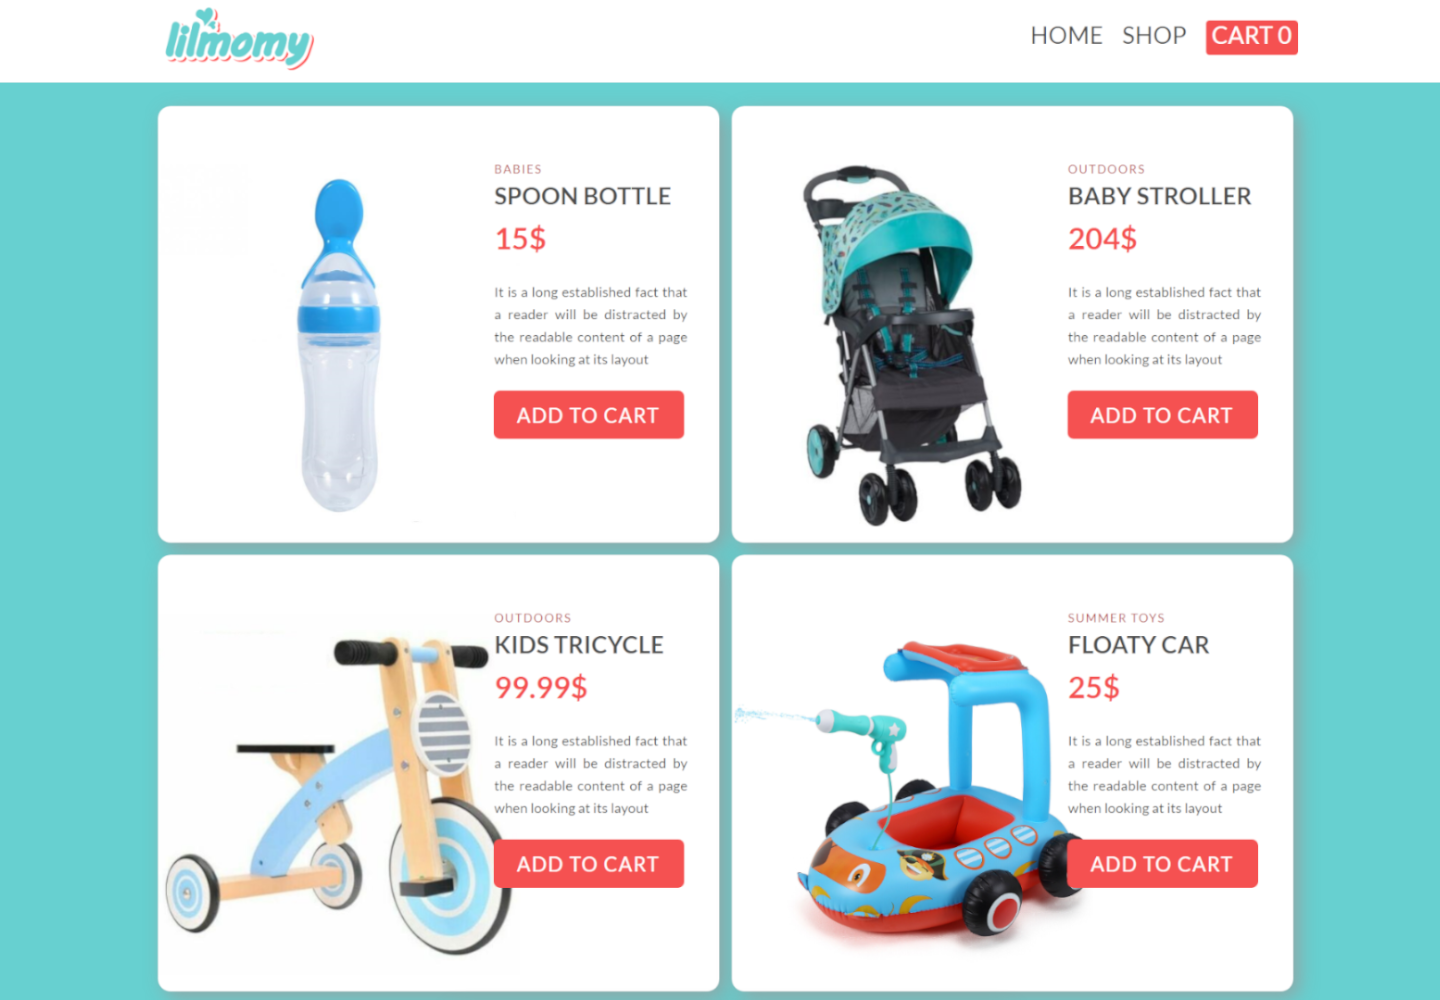 lilmomy
HOME SHOP CART 0
BABIES
SPOON BOTTLE
15$
It is a long established fact that
a reader will be distracted by
the readable content of a page
when looking at its layout
ADD TO CART
OUTDOORS
BABY STROLLER
204$
It is a long established fact that
a reader will be distracted by
the readable content of a page
when looking at its layout
ADD TO CART
OUTDOORS
KIDS TRICYCLE
99.99$
It is a long established fact that
a reader will be distracted by
the readable content of a page
when looking at its layout
ADD TO CART
SUMMER TOYS
FLOATY CAR
25$
It is a long established fact that
a reader will be distracted by
the readable content of a page
when looking at its layout
ADD TO CART